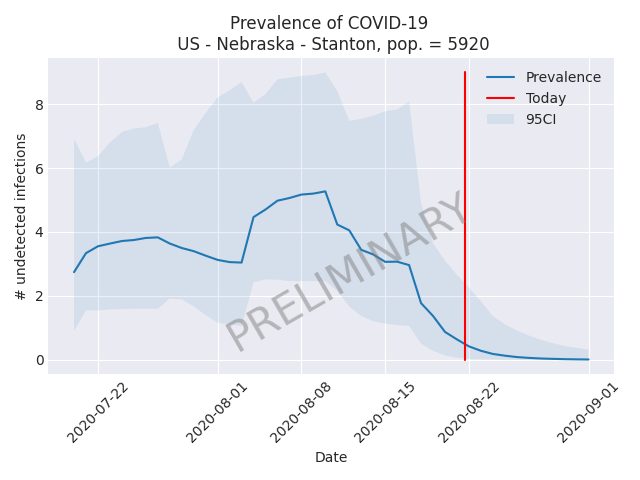 Prevalence of COVID-19
US - Nebraska - Stanton, pop. = 5920
Prevalence
Today
95CI
8
6
4
2
0
# undetected infections
PRELIMINARY
2020-07-22
2020-08-01
2020-08-08
2020-08-15
2020-08-22
2020-09-01
Date